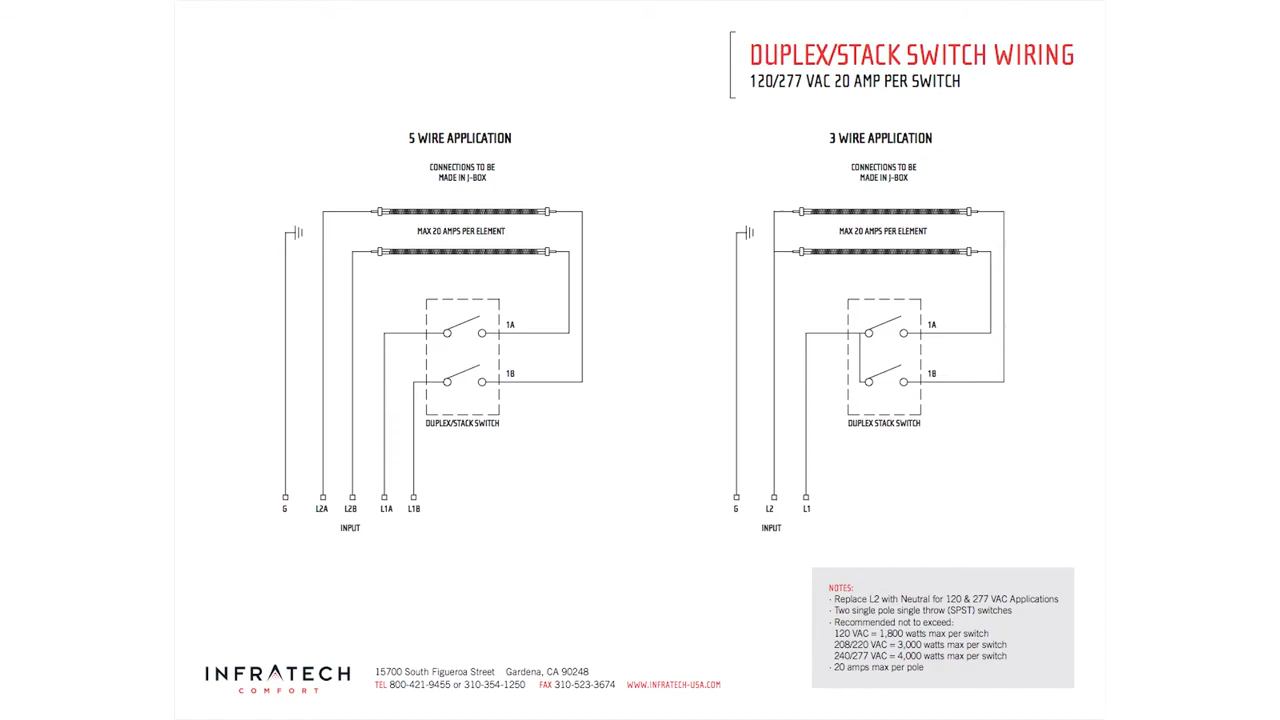 DUPLEX/STACK SWITCH WIRING
120/277 VAC 20 AMP PER SWITCH
5 WIRE APPLICATION
CONNECTIONS TO BE
MADE IN J-BOX
MAX 20 AMPS PER ELEMENT
1A
1B
DUPLEX/STACK SWITCH
G L2A L2B L1A L1B
INPUT
3 WIRE APPLICATION
CONNECTIONS TO BE
MADE IN J-BOX
MAX 20 AMPS PER ELEMENT
1A
1B
DUPLEX STACK SWITCH
G L2 L1
INPUT
NOTES:
· Replace L2 with Neutral for 120 & 277 VAC Applications
· Two single pole single throw (SPST) switches
· Recommended not to exceed:
120 VAC = 1,800 watts max per switch
208/220 VAC = 3,000 watts max per switch
240/277 VAC = 4,000 watts max per switch
· 20 amps max per pole
INFRATECH
COMFORT
15700 South Figueroa Street Gardena, CA 90248
TEL 800-421-9455 or 310-354-1250 FAX 310-523-3674 WWW.INFRATECH-USA.COM